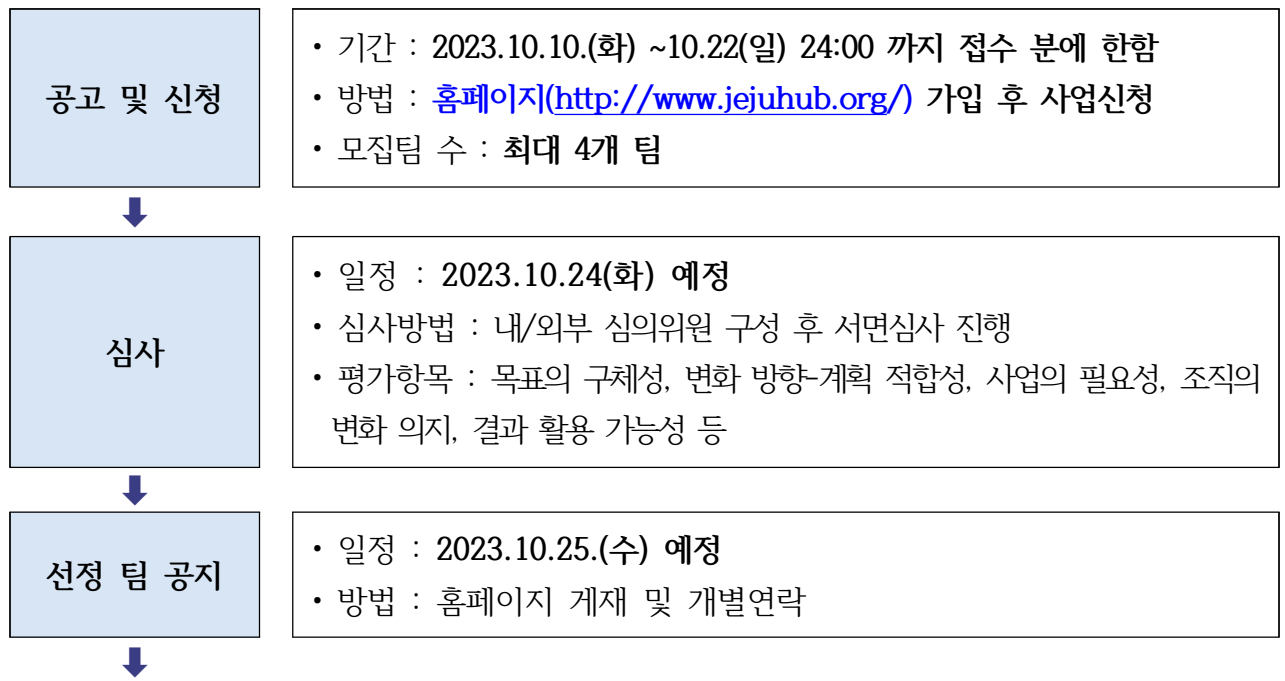 공고 및 신청
• 기간 : 2023.10.10.(화) ~10.22(일) 24:00 까지 접수 분에 한함
• 방법 : 홈페이지(http://www.jejuhub.org/) 가입 후 사업신청
• 모집팀 수 : 최대 4개 팀
심사
• 일정 : 2023.10.24(화) 예정
• 심사방법 : 내/외부 심의위원 구성 후 서면심사 진행
• 평가항목 : 목표의 구체성, 변화 방향-계획 적합성, 사업의 필요성, 조직의
변화 의지, 결과 활용 가능성 등
선정 팀 공지
• 일정 : 2023.10.25.(수) 예정
• 방법 : 홈페이지 게재 및 개별연락